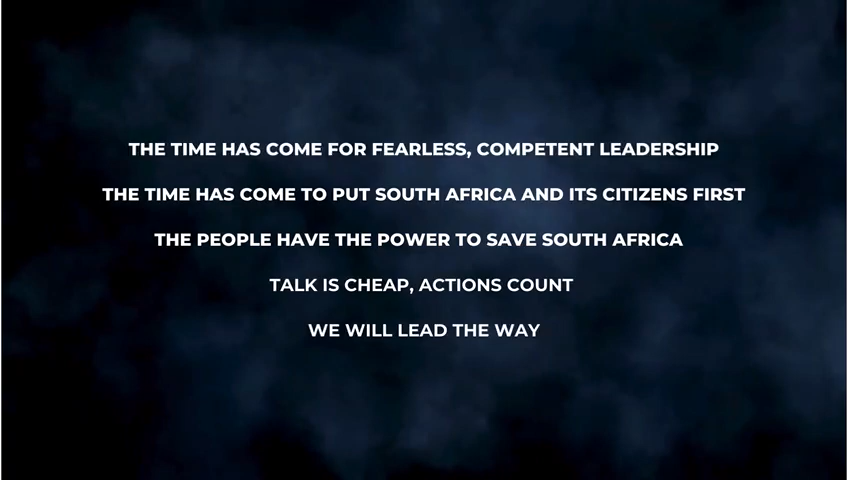 THE TIME HAS COME FOR FEARLESS, COMPETENT LEADERSHIP
THE TIME HAS COME TO PUT SOUTH AFRICA AND ITS CITIZENS FIRST
THE PEOPLE HAVE THE POWER TO SAVE SOUTH AFRICA
TALK IS CHEAP, ACTIONS COUNT
WE WILL LEAD THE WAY